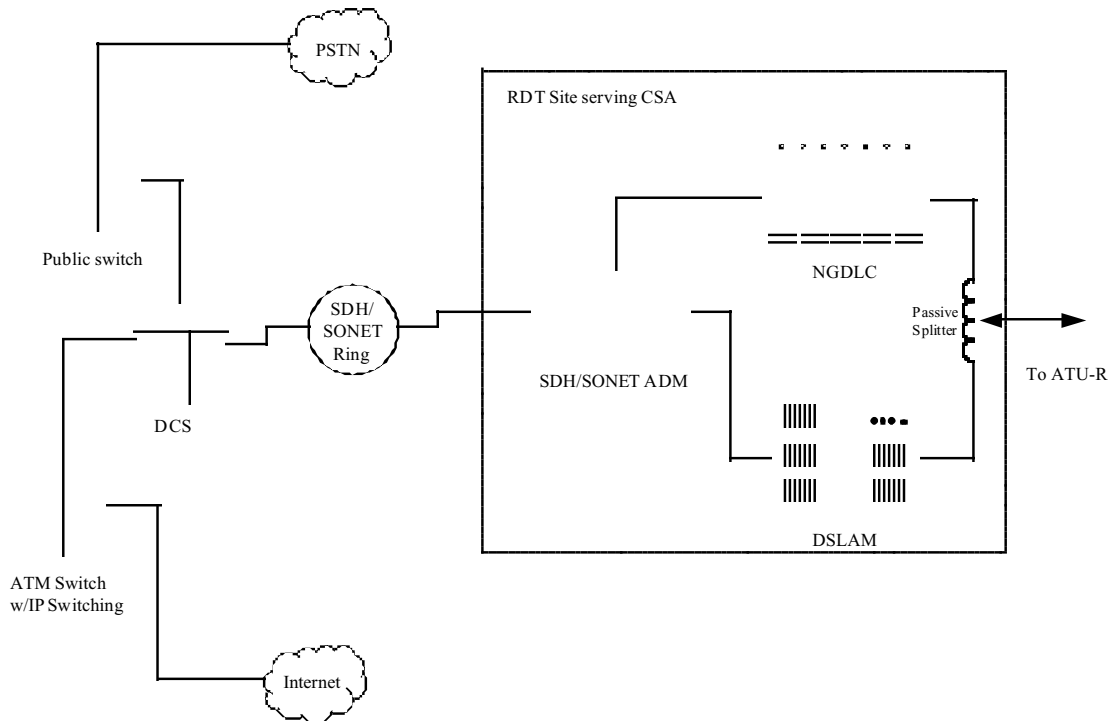 PSTN
RDT Site serving CSA
Public switch
NGDLC
SDH/
SONET
Ring
Passive
Splitter
To ATU-R
SDH/SONET ADM
DCS
DSLAM
ATM Switch
w/IP Switching
Internet